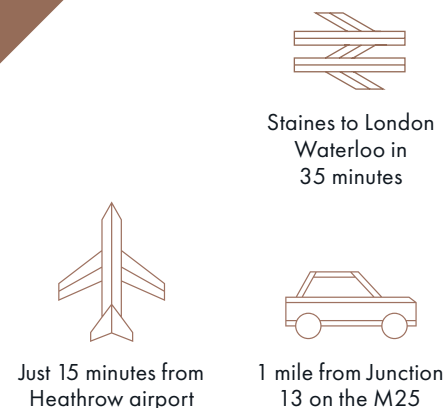 Staines to London
Waterloo in
35 minutes
Just 15 minutes from
Heathrow airport
1 mile from Junction
13 on the M25